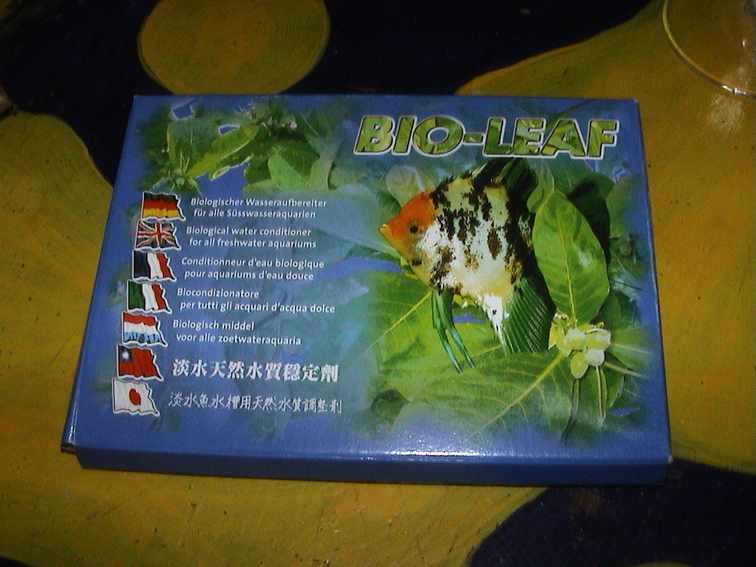 BIO-LEAF
Biologischer Wasseraufbereiter
für alle Süsswasseraquarien
Biological water conditioner
for all freshwater aquariums
Conditionneur d'eau biologique
pour aquariums d'eau douce
Biocondizionatore
per tutti gli acquari d'acqua dolce
Biologisch middel
voor alle zoetwateraquaria
淡水天然水質穩定劑
淡水魚水槽用天然水質調整剤